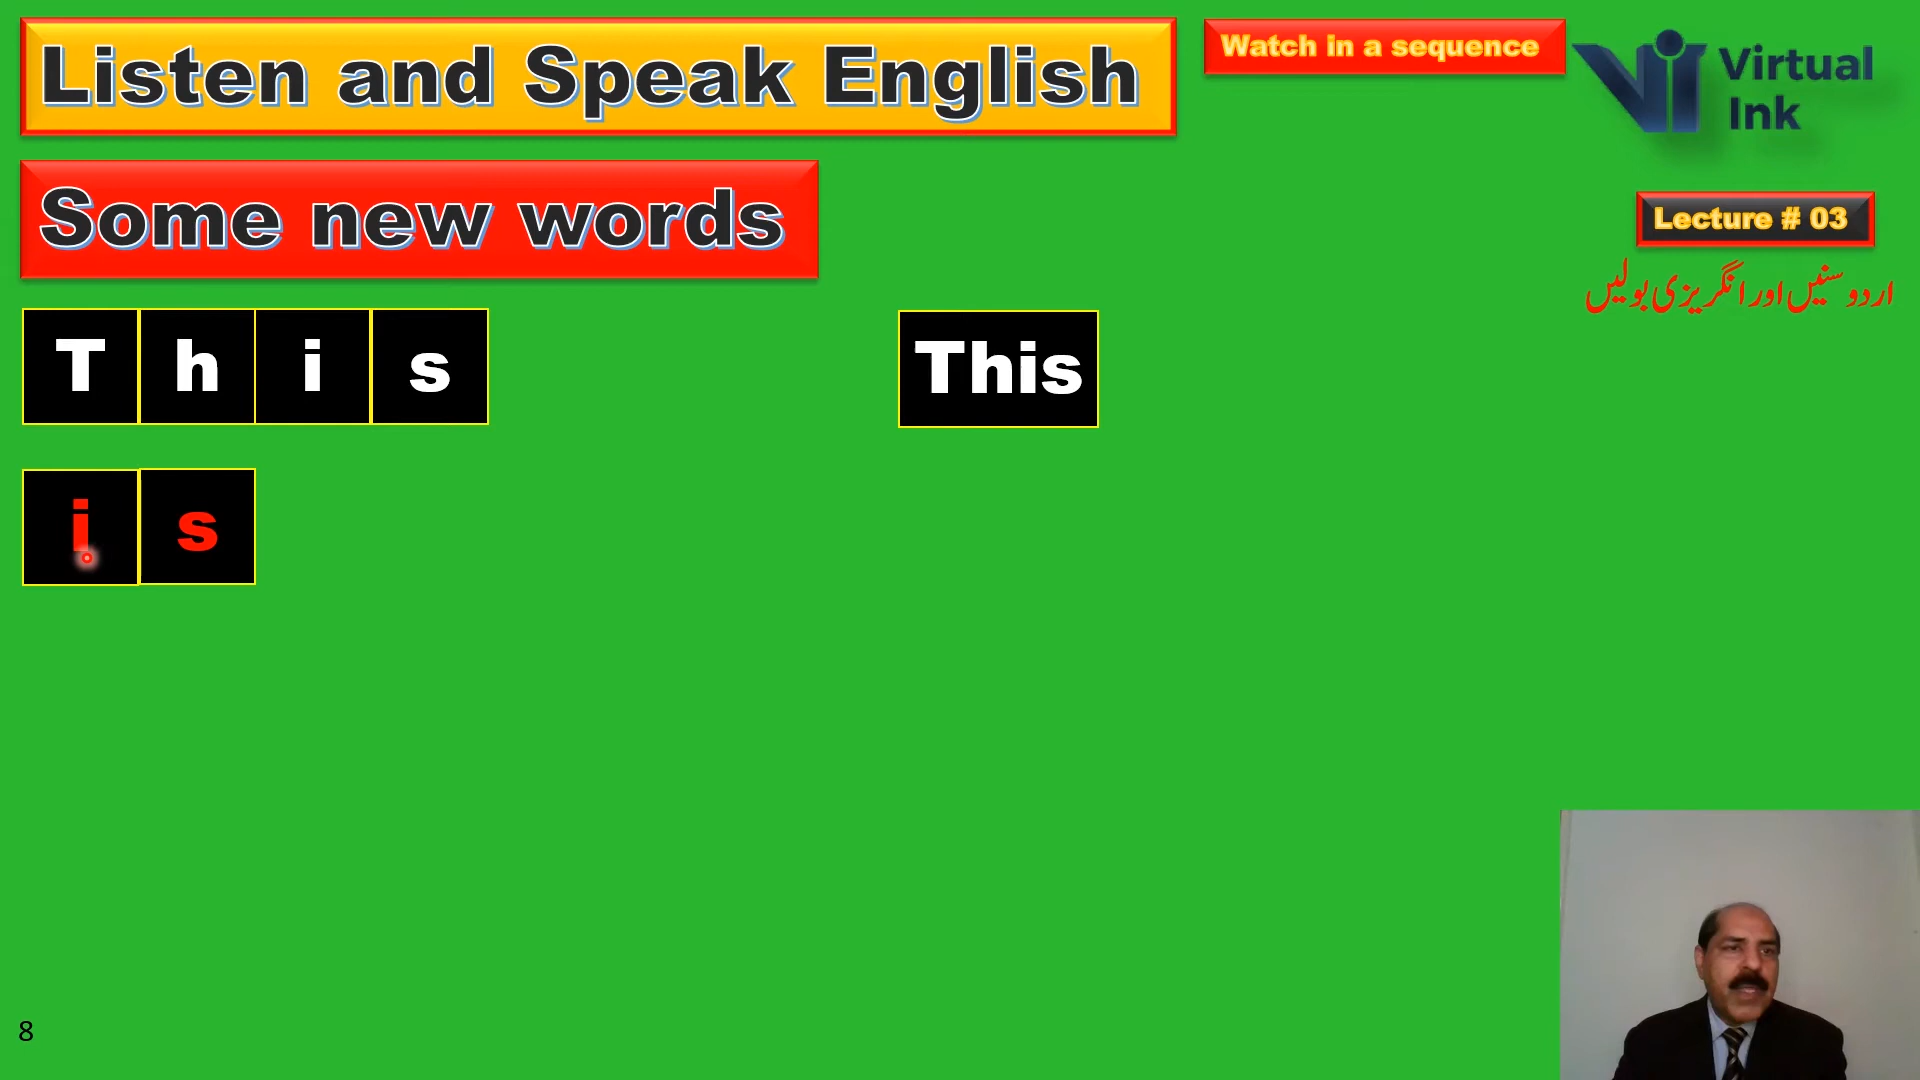 Listen and Speak English
Watch in a sequence
Virtual
Ink
Some new words
Lecture # 03
اردو سنیں اور انگریزی بولیں
T h i s
This
i s
8